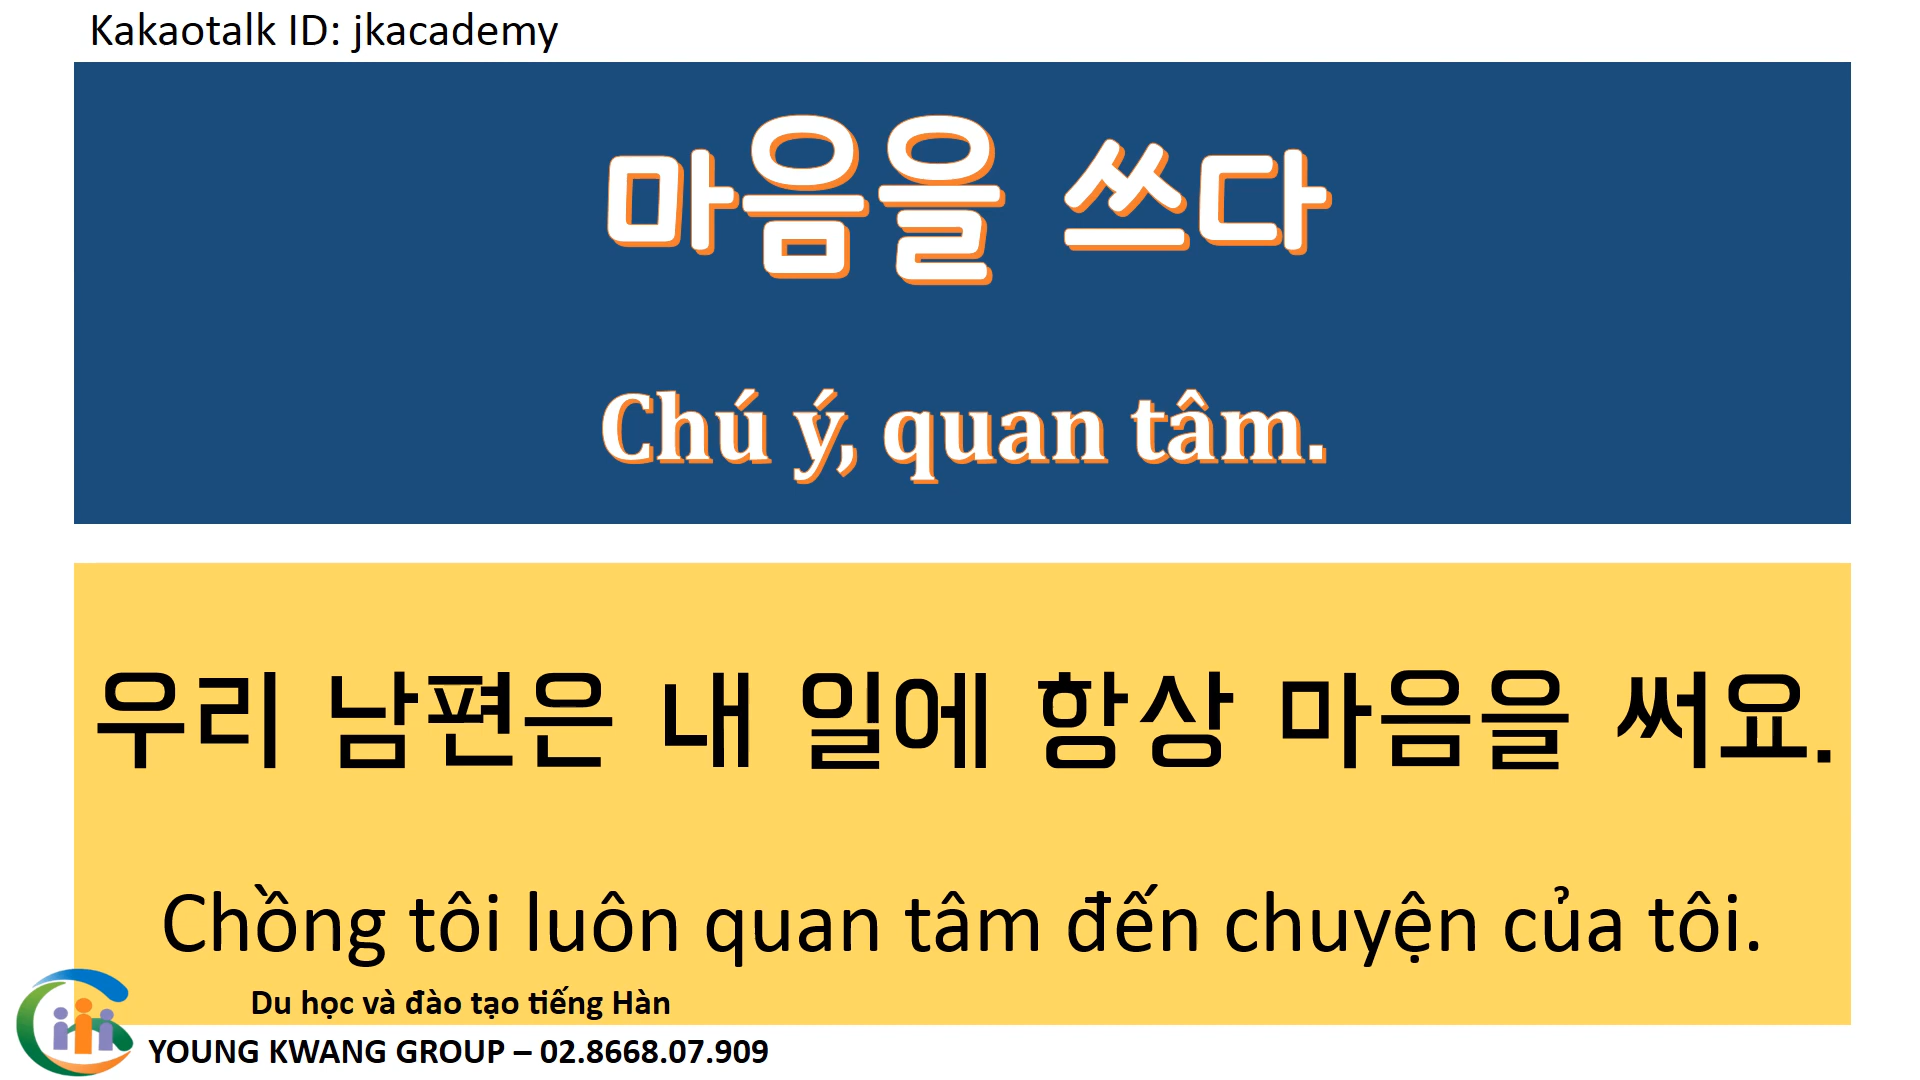 Kakaotalk ID: jkacademy
마음을 쓰다
Chú ý, quan tâm.
우리 남편은 내 일에 항상 마음을 써요.
Chồng tôi luôn quan tâm đến chuyện của tôi.
Du học và đào tạo tiếng Hàn
YOUNG KWANG GROUP – 02.8668.07.909